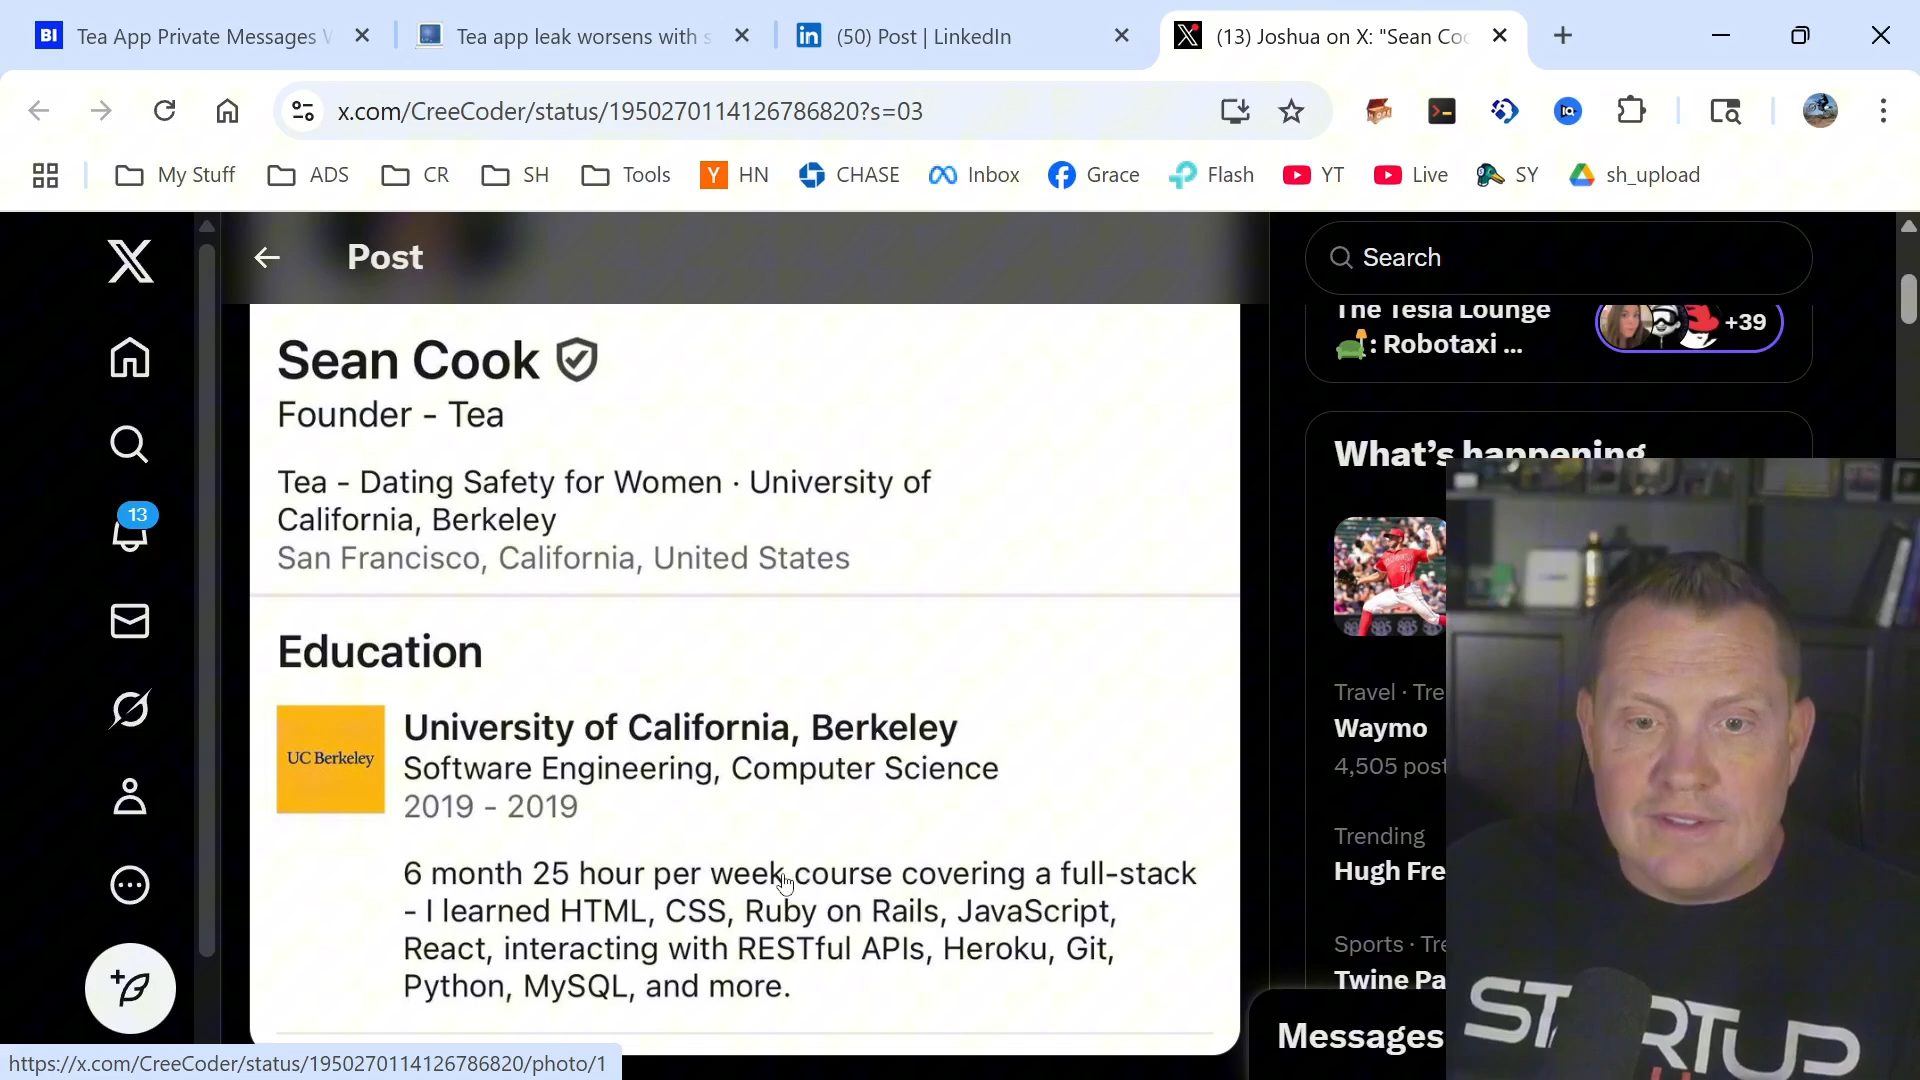 BI Tea App Private Messages
Tea app leak worsens with s
in (50) Post | LinkedIn
(13) Joshua on X: "Sean Coo
x.com/CreeCoder/status/1950270114126786820?s=03
My Stuff
ADS
CR
SH
Tools
Y HN
CHASE
Inbox
Grace
Flash
YT
Live
SY
sh_upload
Post
Search
Sean Cook
Founder - Tea
Tea - Dating Safety for Women · University of
California, Berkeley
San Francisco, California, United States
Education
UC Berkeley
University of California, Berkeley
Software Engineering, Computer Science
2019 - 2019
6 month 25 hour per week course covering a full-stack
- I learned HTML, CSS, Ruby on Rails, JavaScript,
React, interacting with RESTful APIs, Heroku, Git,
Python, MySQL, and more.
13
The Tesla Lounge
: Robotaxi ...
+39
What's happening
Travel · Tre
Waymo
4,505 post
Trending
Hugh Fre
Sports · Tre
Twine Pa
Messages
https://x.com/CreeCoder/status/1950270114126786820/photo/1